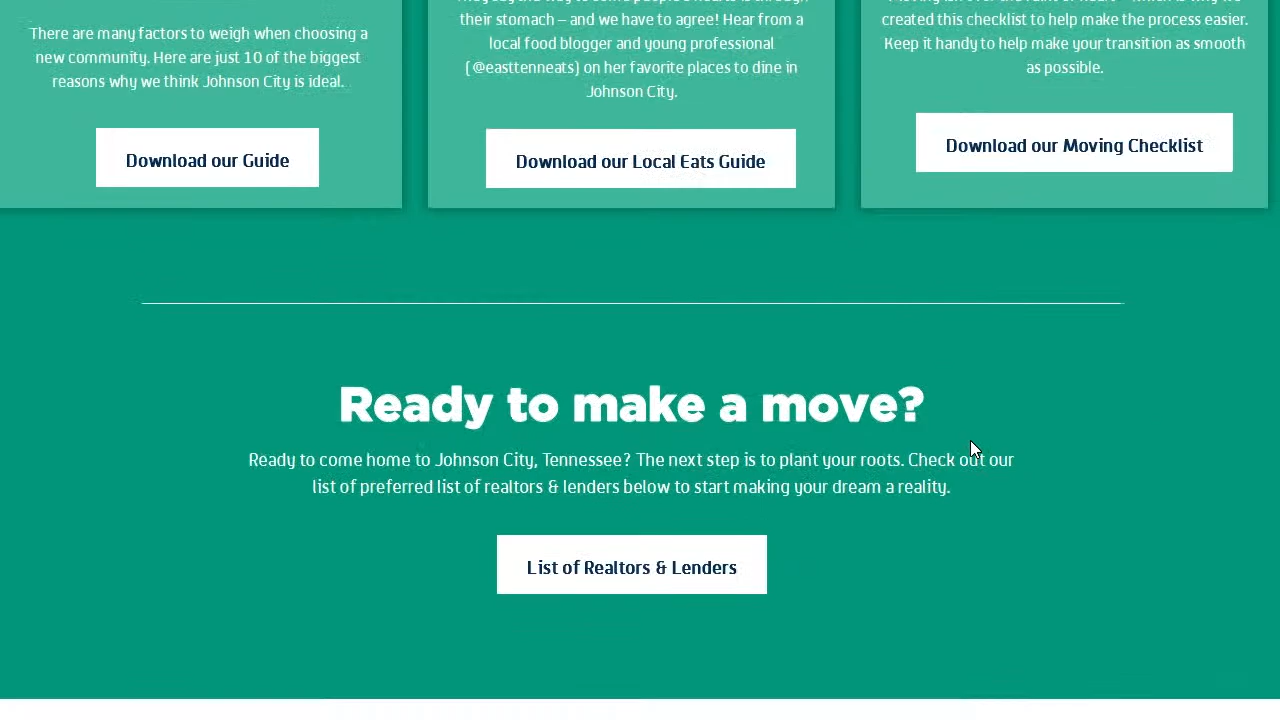 There are many factors to weigh when choosing a
new community. Here are just 10 of the biggest
reasons why we think Johnson City is ideal.
Download our Guide
their stomach – and we have to agree! Hear from a
local food blogger and young professional
(@easttenneats) on her favorite places to dine in
Johnson City.
Download our Local Eats Guide
created this checklist to help make the process easier.
Keep it handy to help make your transition as smooth
as possible.
Download our Moving Checklist
Ready to make a move?
Ready to come home to Johnson City, Tennessee? The next step is to plant your roots. Check out our
list of preferred list of realtors & lenders below to start making your dream a reality.
List of Realtors & Lenders